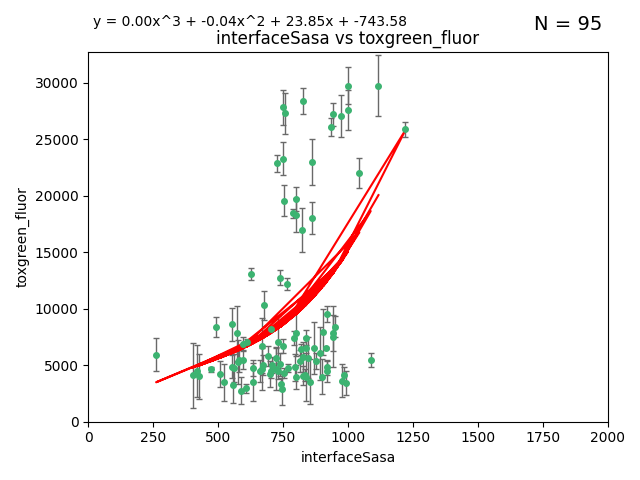 y = 0.00x^3 + -0.04x^2 + 23.85x + -743.58
N = 95
interfaceSasa vs toxgreen_fluor
30000
25000
20000
15000
10000
5000
0
toxgreen_fluor
0 250 500 750 1000 1250 1500 1750 2000
interfaceSasa